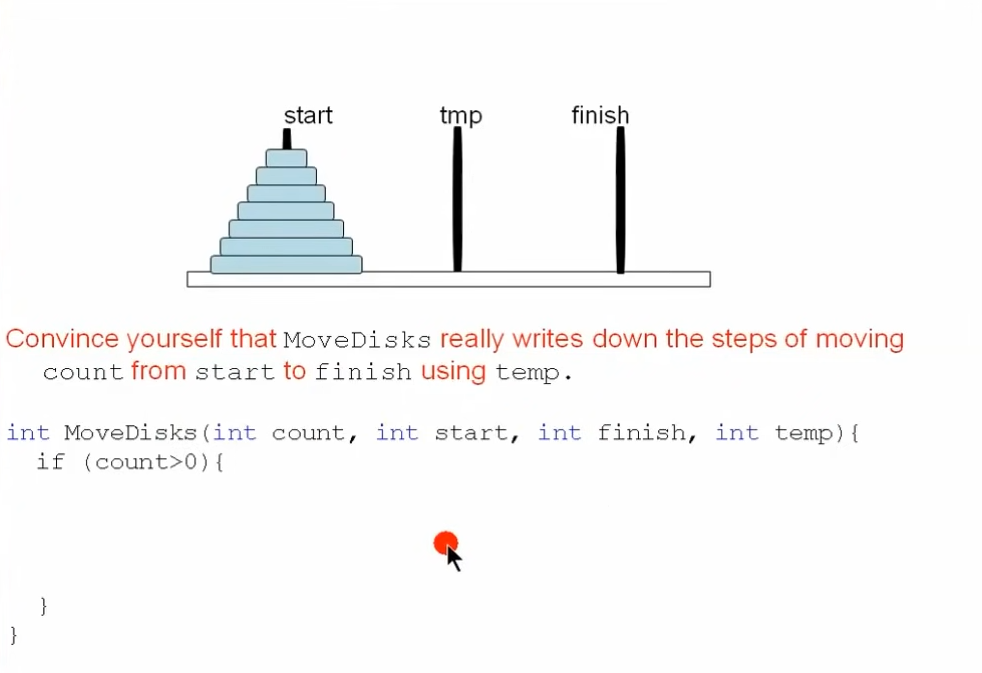 start tmp finish
Convince yourself that MoveDisks really writes down the steps of moving
count from start to finish using temp.
int MoveDisks(int count, int start, int finish, int temp){
if (count>0){
}
}